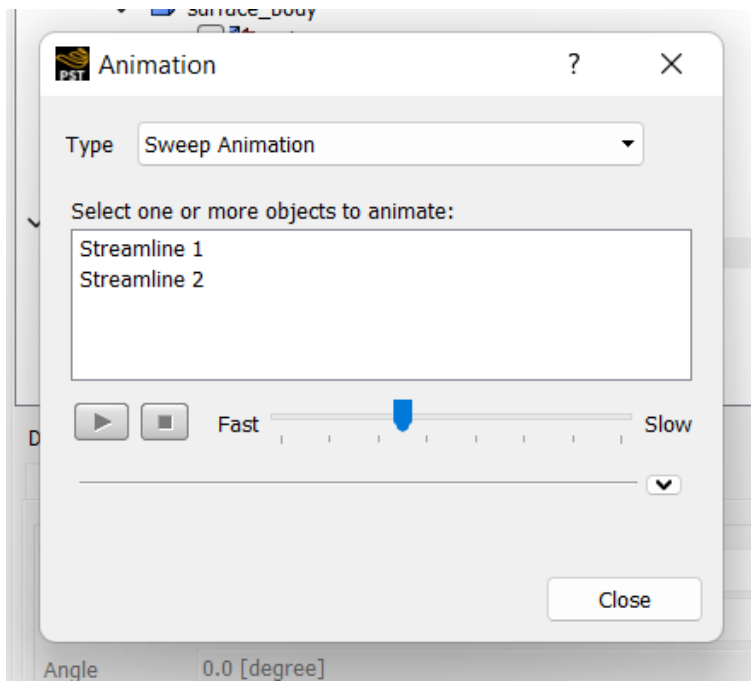 surface_body
PST Animation ?
Type Sweep Animation
Select one or more objects to animate:
Streamline 1
Streamline 2
Fast Slow
D
Close
Angle 0.0 [degree]